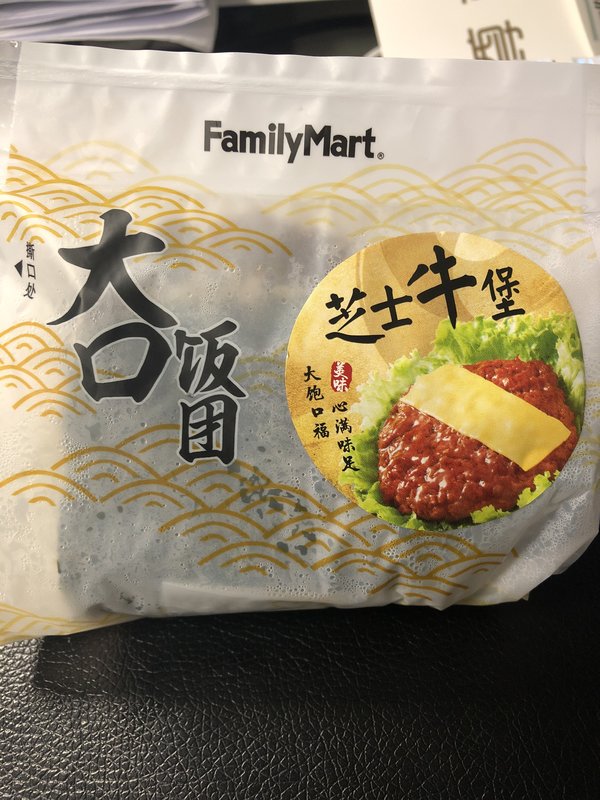 FamilyMart®
撕口处
大口
饭团
芝士牛堡
美味
大饱口福
心满味足